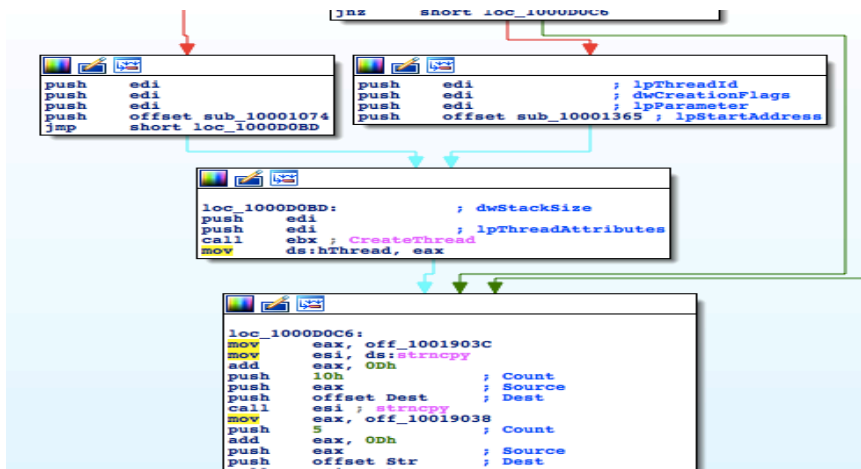 jnz short loc_1000D0C6
push edi
push edi
push edi
push offset sub_10001074
jmp short loc_1000D0BD
push edi ; lpThreadId
push edi ; dwCreationFlags
push edi ; lpParameter
push offset sub_10001365 ; lpStartAddress
loc_1000D0BD: ; dwStackSize
push edi
push edi ; lpThreadAttributes
call ebx ; CreateThread
mov ds:hThread, eax
loc_1000D0C6:
mov eax, off_1001903C
mov esi, ds:strncpy
add eax, 0Dh
push 10h ; Count
push eax ; Source
push offset Dest ; Dest
call esi ; strncpy
mov eax, off_10019038
push 5 ; Count
add eax, 0Dh
push eax ; Source
push offset Str ; Dest